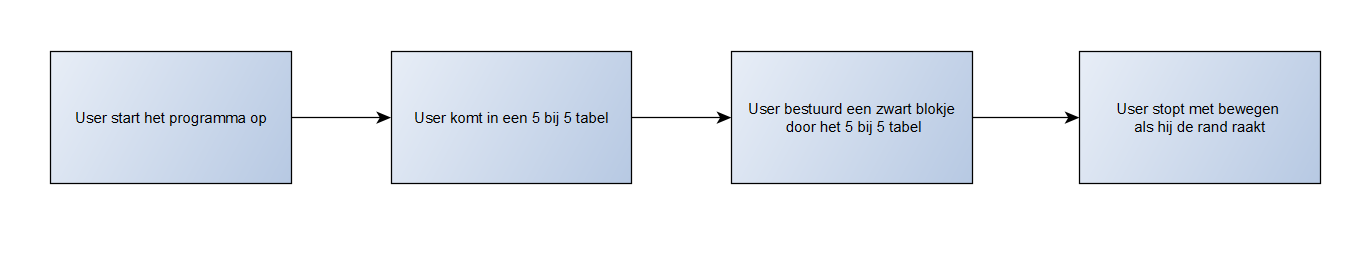 User start het programma op
User komt in een 5 bij 5 tabel
User bestuurd een zwart blokje
door het 5 bij 5 tabel
User stopt met bewegen
als hij de rand raakt